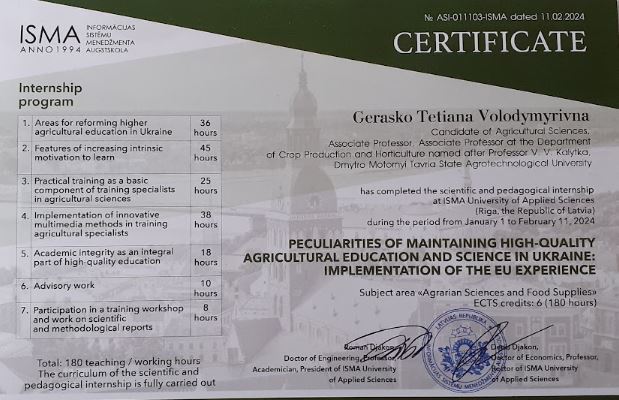 ISMA
ANNO1994
INFORMĀCIJAS
SISTĒMU
MENEDŽMENTA
AUGSTSKOLA
№ ASI-011103-ISMA dated 11.02.2024
CERTIFICATE
Internship
program
1. Areas for reforming higher
agricultural education in Ukraine
36
hours
2. Features of increasing intrinsic
motivation to learn
45
hours
3. Practical training as a basic
component of training specialists
in agricultural sciences
25
hours
4. Implementation of innovative
multimedia methods in training
agricultural specialists
38
hours
5. Academic integrity as an integral
part of high-quality education
18
hours
6. Advisory work
10
hours
7. Participation in a training workshop
and work on scientific
and methodological reports
8
hours
Total: 180 teaching / working hours
The curriculum of the scientific and
pedagogical internship is fully carried out
Gerasko Tetiana Volodymyrivna
Candidate of Agricultural Sciences,
Associate Professor, Associate Professor at the Department
of Crop Production and Horticulture named after Professor V. V. Kalytka,
Dmytro Motornyi Tavria State Agrotechnological University
has completed the scientific and pedagogical internship
at ISMA University of Applied Sciences
(Riga, the Republic of Latvia)
during the period from January 1 to February 11, 2024
PECULIARITIES OF MAINTAINING HIGH-QUALITY
AGRICULTURAL EDUCATION AND SCIENCE IN UKRAINE:
IMPLEMENTATION OF THE EU EXPERIENCE
Subject area «Agrarian Sciences and Food Supplies»
ECTS credits: 6 (180 hours)
Roman Djakon,
Doctor of Engineering, Professor,
Academician, President of ISMA University
of Applied Sciences
Deniss Djakon,
Doctor of Economics, Professor,
Rector of ISMA University
of Applied Sciences
LATVIJAS REPUBLIKA